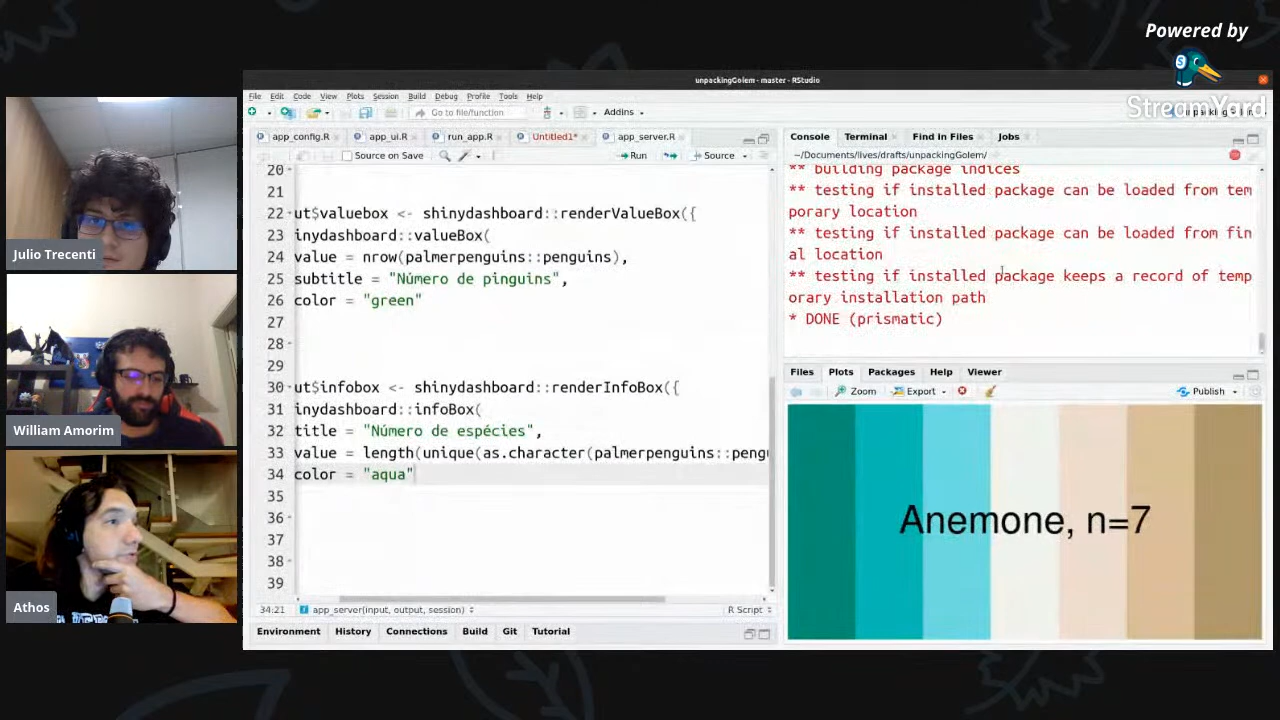 Powered by
StreamYard
Julio Trecenti
William Amorim
Athos
unpackingGolem - master - RStudio
File Edit Code View Plots Session Build Debug Profile Tools Help
Go to file/function
Addins
app_config.R
app_ui.R
run_app.R
Untitled1*
app_server.R
Source on Save
Run
Source
20
21
22 ut$valuebox <- shinydashboard::renderValueBox({
23 inydashboard::valueBox(
24 value = nrow(palmerpenguins::penguins),
25 subtitle = "Número de pinguins",
26 color = "green"
27
28
29
30 ut$infobox <- shinydashboard::renderInfoBox({
31 inydashboard::infoBox(
32 title = "Número de espécies",
33 value = length(unique(as.character(palmerpenguins::pengu
34 color = "aqua"
35
36
37
38
39
34:21
app_server(input, output, session)
R Script
Environment History Connections Build Git Tutorial
Console Terminal Find in Files Jobs
~/Documents/lives/drafts/unpackingGolem/
** building package indices
** testing if installed package can be loaded from tem
porary location
** testing if installed package can be loaded from fin
al location
** testing if installed package keeps a record of temp
orary installation path
* DONE (prismatic)
Files Plots Packages Help Viewer
Zoom Export Publish
Anemone, n=7